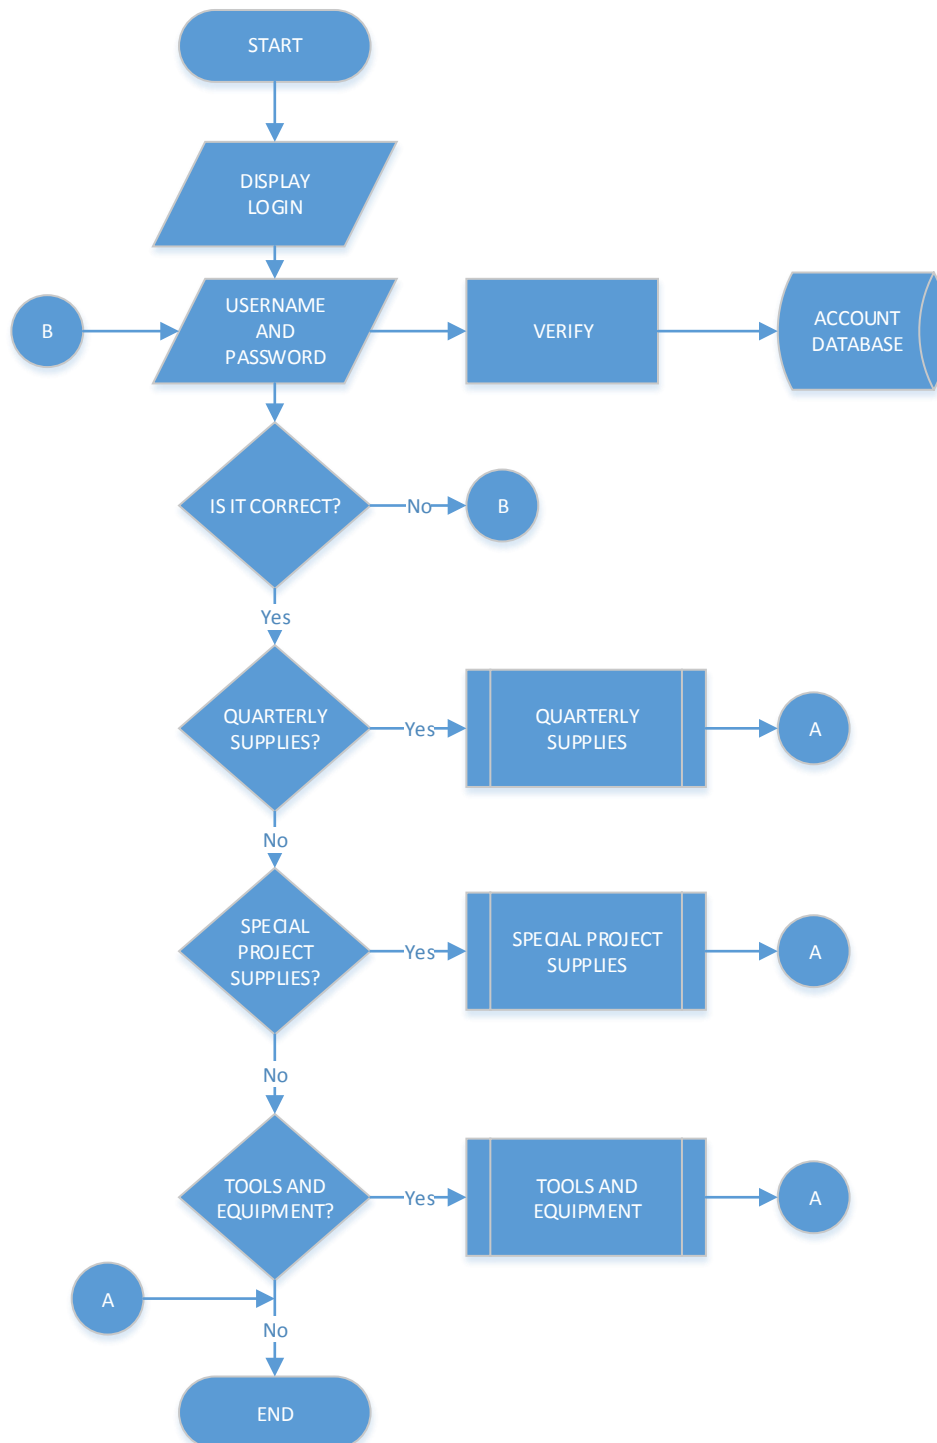 START
DISPLAY
LOGIN
B
USERNAME
AND
PASSWORD
VERIFY
ACCOUNT
DATABASE
IS IT CORRECT?
No
B
Yes
QUARTERLY
SUPPLIES?
Yes
QUARTERLY
SUPPLIES
A
No
SPECIAL
PROJECT
SUPPLIES?
Yes
SPECIAL PROJECT
SUPPLIES
A
No
TOOLS AND
EQUIPMENT?
Yes
TOOLS AND
EQUIPMENT
A
A
No
END